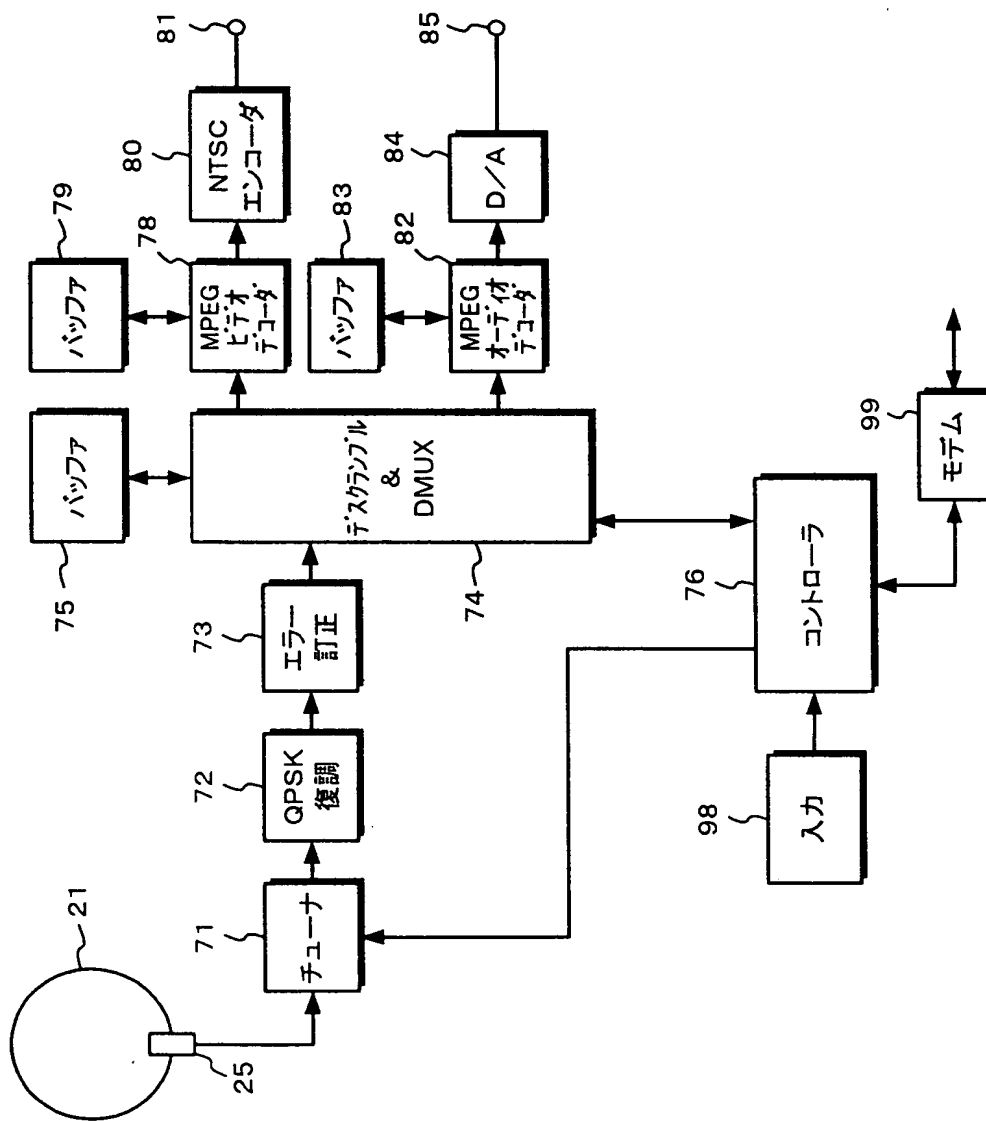 21
25
71
チューナ
72
QPSK
復調
73
エラー
訂正
75
バッファ
74
デスクランブル
&
DMUX
79
バッファ
78
MPEG
ビデオ
デコーダ
80
NTSC
エンコーダ
81
83
バッファ
82
MPEG
オーディオ
デコーダ
84
D/A
85
76
コントローラ
98
入力
99
モデム